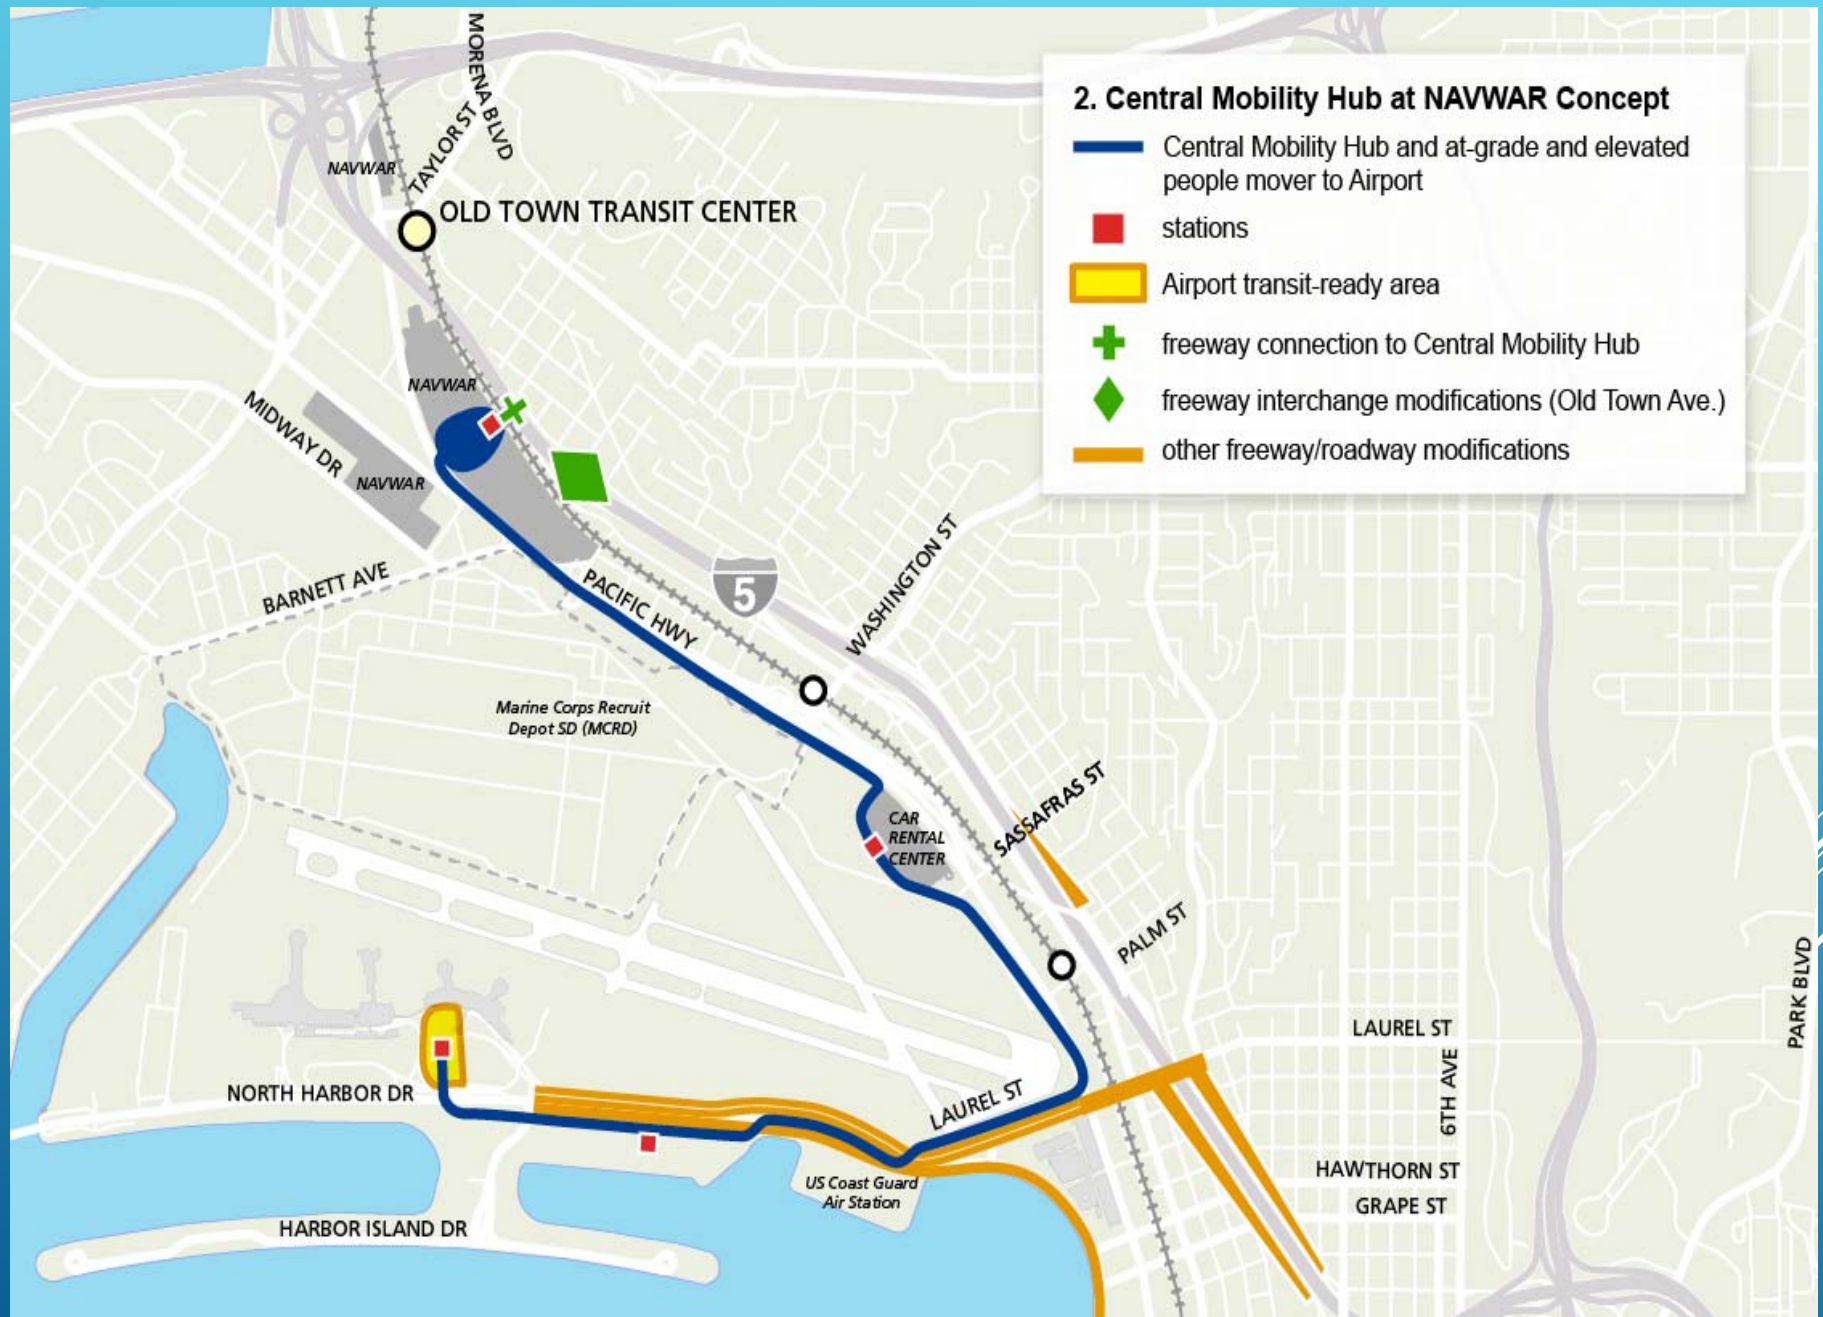 2. Central Mobility Hub at NAVWAR Concept
Central Mobility Hub and at-grade and elevated
people mover to Airport
stations
Airport transit-ready area
freeway connection to Central Mobility Hub
freeway interchange modifications (Old Town Ave.)
other freeway/roadway modifications
MORENA BLVD
TAYLOR ST
NAVWAR
OLD TOWN TRANSIT CENTER
NAVWAR
MIDWAY DR
NAVWAR
BARNETT AVE
PACIFIC HWY
5
WASHINGTON ST
Marine Corps Recruit
Depot SD (MCRD)
SASSAFRAS ST
CAR
RENTAL
CENTER
PALM ST
PARK BLVD
LAUREL ST
6TH AVE
NORTH HARBOR DR
LAUREL ST
HAWTHORN ST
US Coast Guard
Air Station
GRAPE ST
HARBOR ISLAND DR